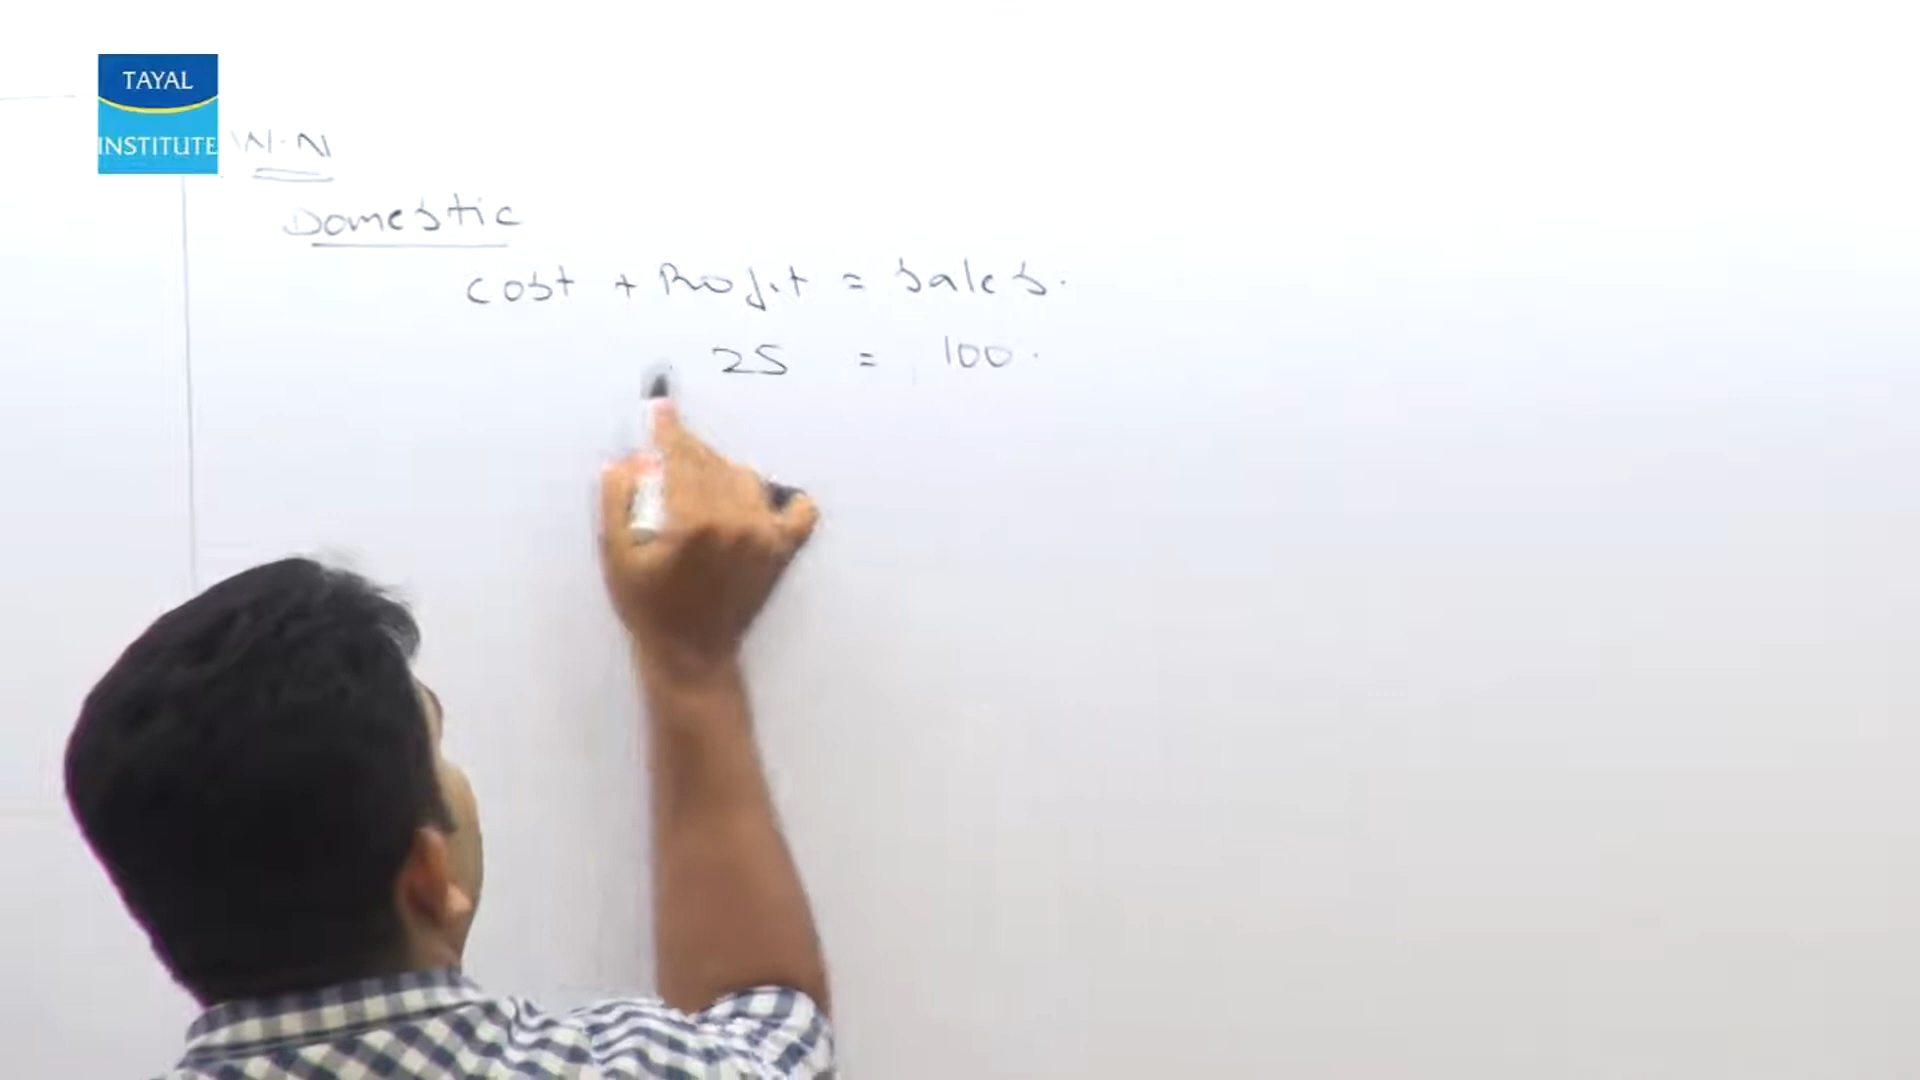 TAYAL
INSTITUTE
W.N
Domestic
Cost + Profit = Sales.
25 = 100.